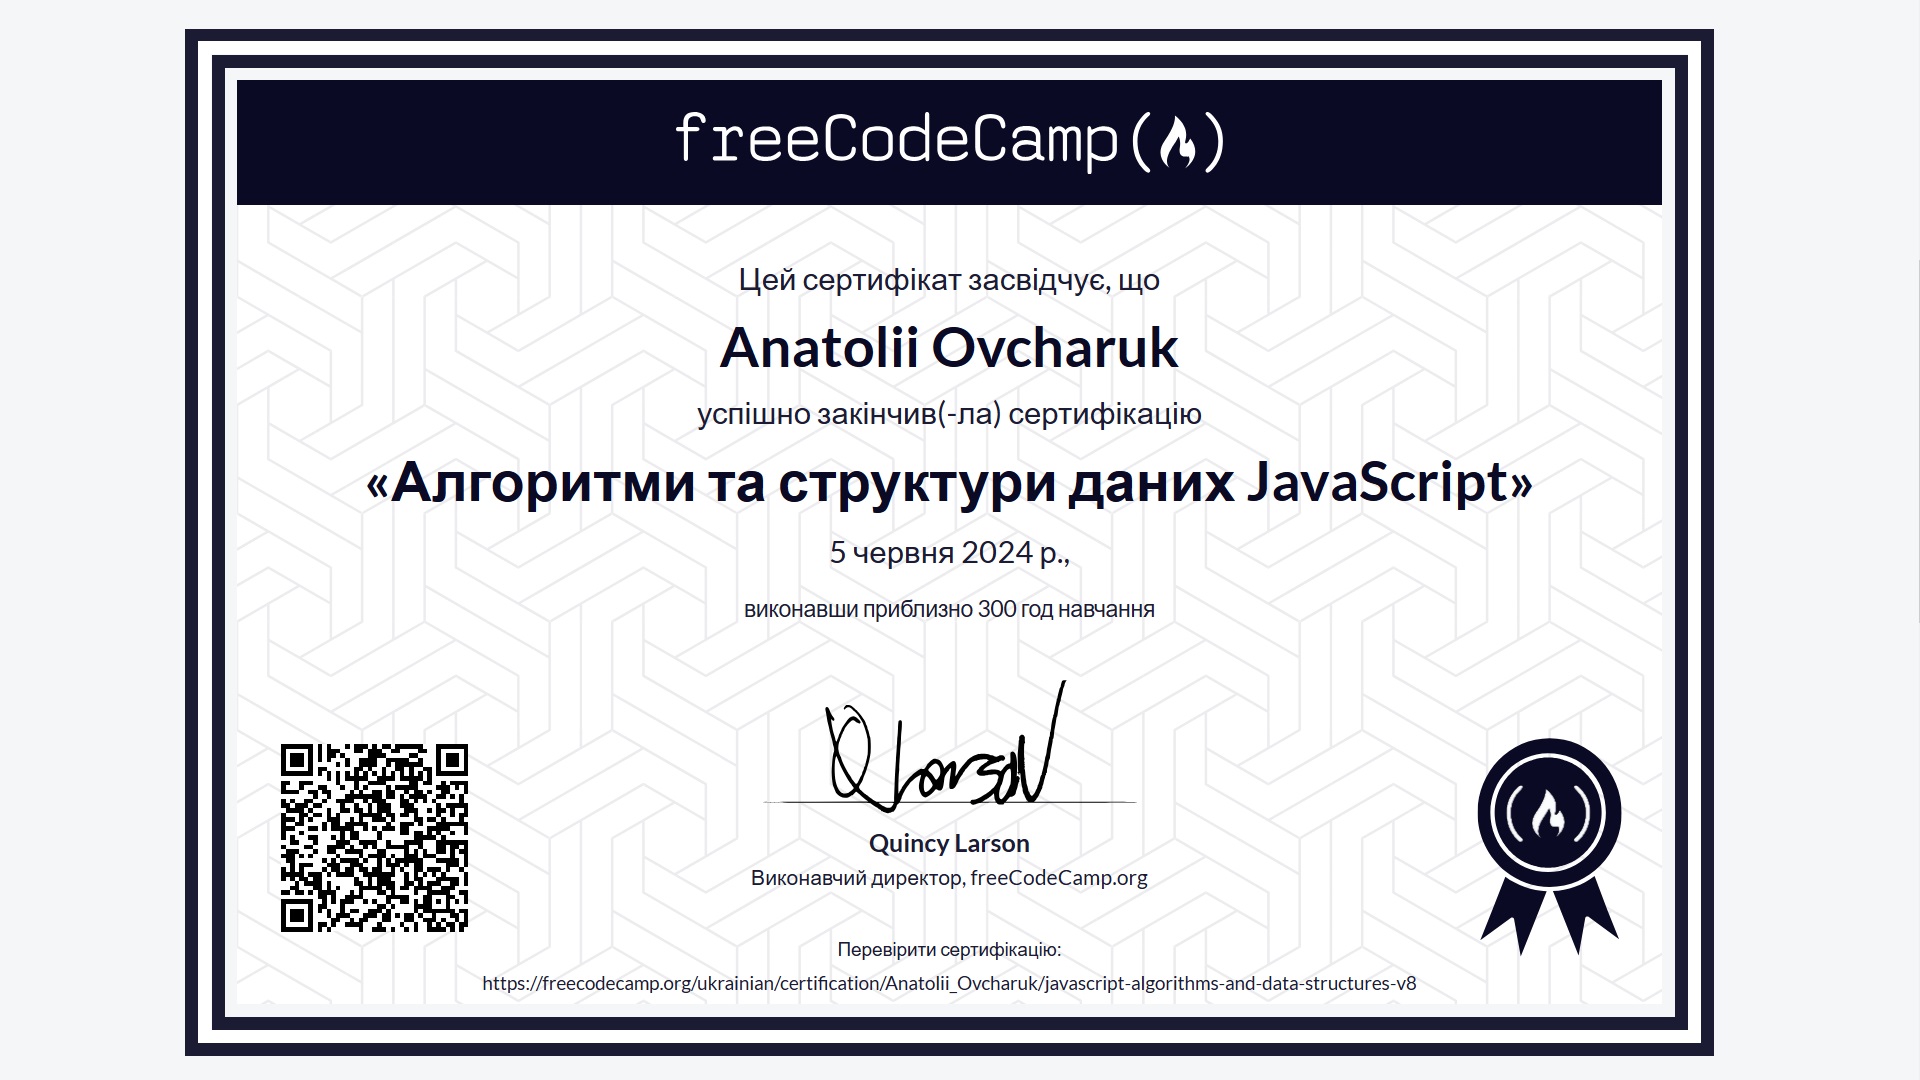 freeCodeCamp
Цей сертифікат засвідчує, що
Anatolii Ovcharuk
успішно закінчив(-ла) сертифікацію
«Алгоритми та структури даних JavaScript»
5 червня 2024 р.,
виконавши приблизно 300 год навчання
Quincy Larson
Виконавчий директор, freeCodeCamp.org
Перевірити сертифікацію:
https://freecodecamp.org/ukrainian/certification/Anatolii_Ovcharuk/javascript-algorithms-and-data-structures-v8